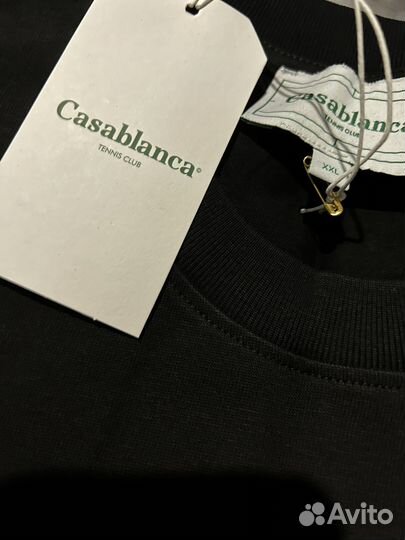 Casablanca®
TENNIS CLUB
Casablanca
TENNIS CLUB
XXL
Avito